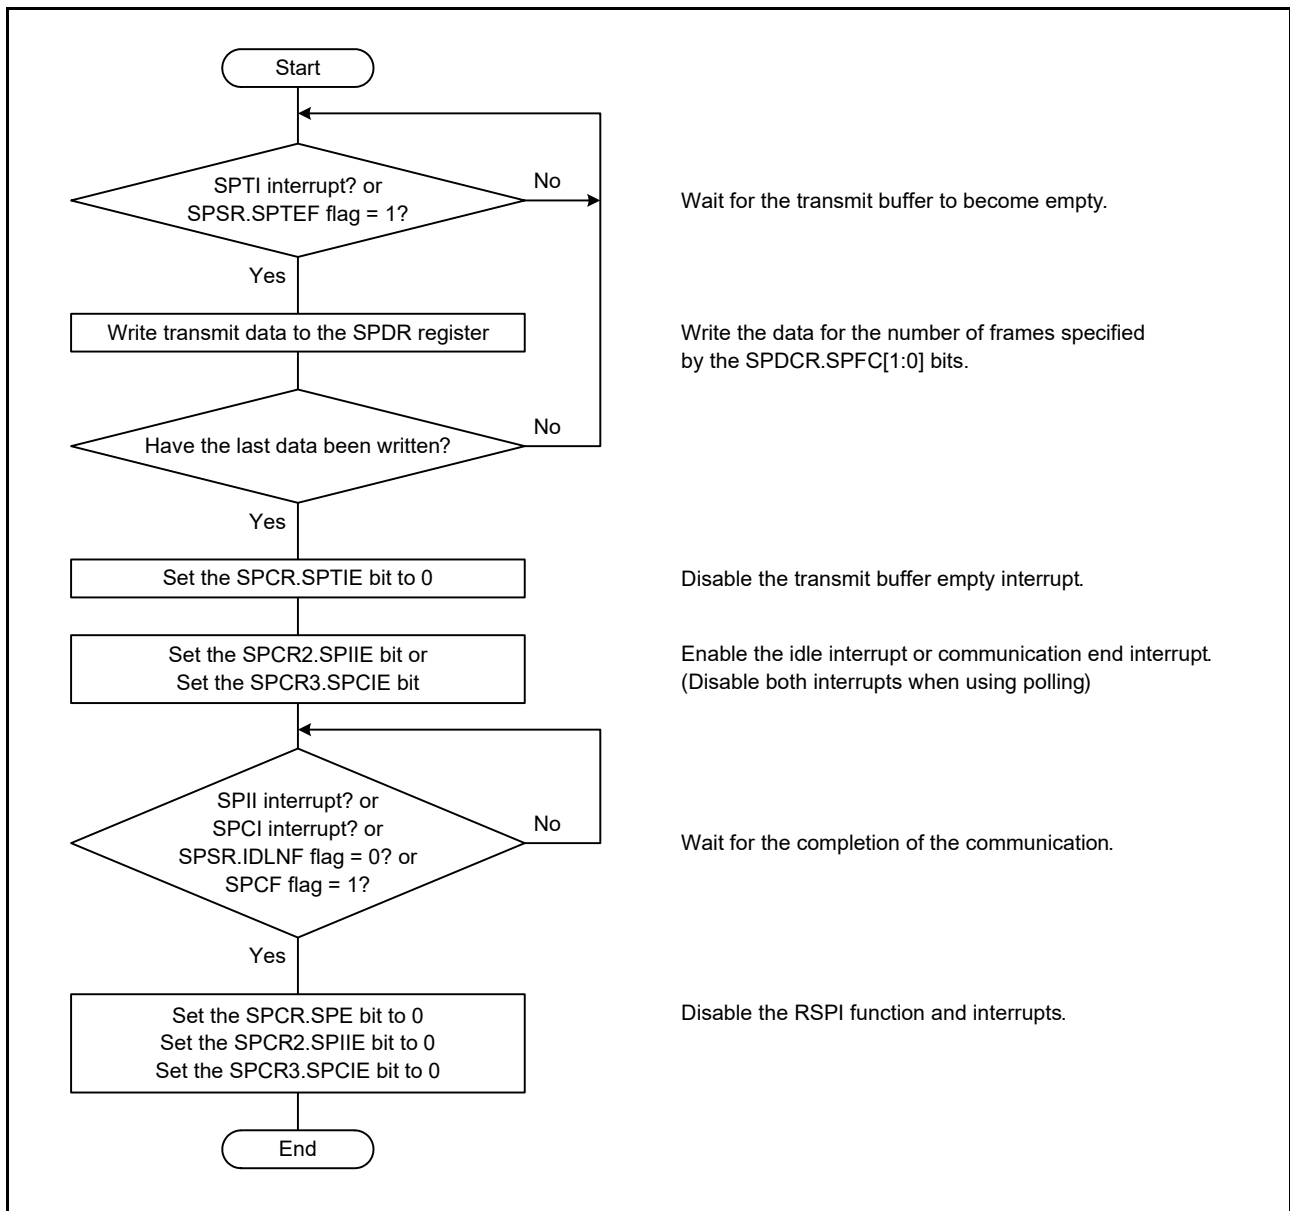 Start
SPTI interrupt? or
SPSR.SPTEF flag = 1?
No
Wait for the transmit buffer to become empty.
Yes
Write transmit data to the SPDR register
Write the data for the number of frames specified
by the SPDCR.SPFC[1:0] bits.
Have the last data been written?
No
Yes
Set the SPCR.SPTIE bit to 0
Disable the transmit buffer empty interrupt.
Set the SPCR2.SPIIE bit or
Set the SPCR3.SPCIE bit
Enable the idle interrupt or communication end interrupt.
(Disable both interrupts when using polling)
SPII interrupt? or
SPCI interrupt? or
SPSR.IDLNF flag = 0? or
SPCF flag = 1?
No
Wait for the completion of the communication.
Yes
Set the SPCR.SPE bit to 0
Set the SPCR2.SPIIE bit to 0
Set the SPCR3.SPCIE bit to 0
Disable the RSPI function and interrupts.
End